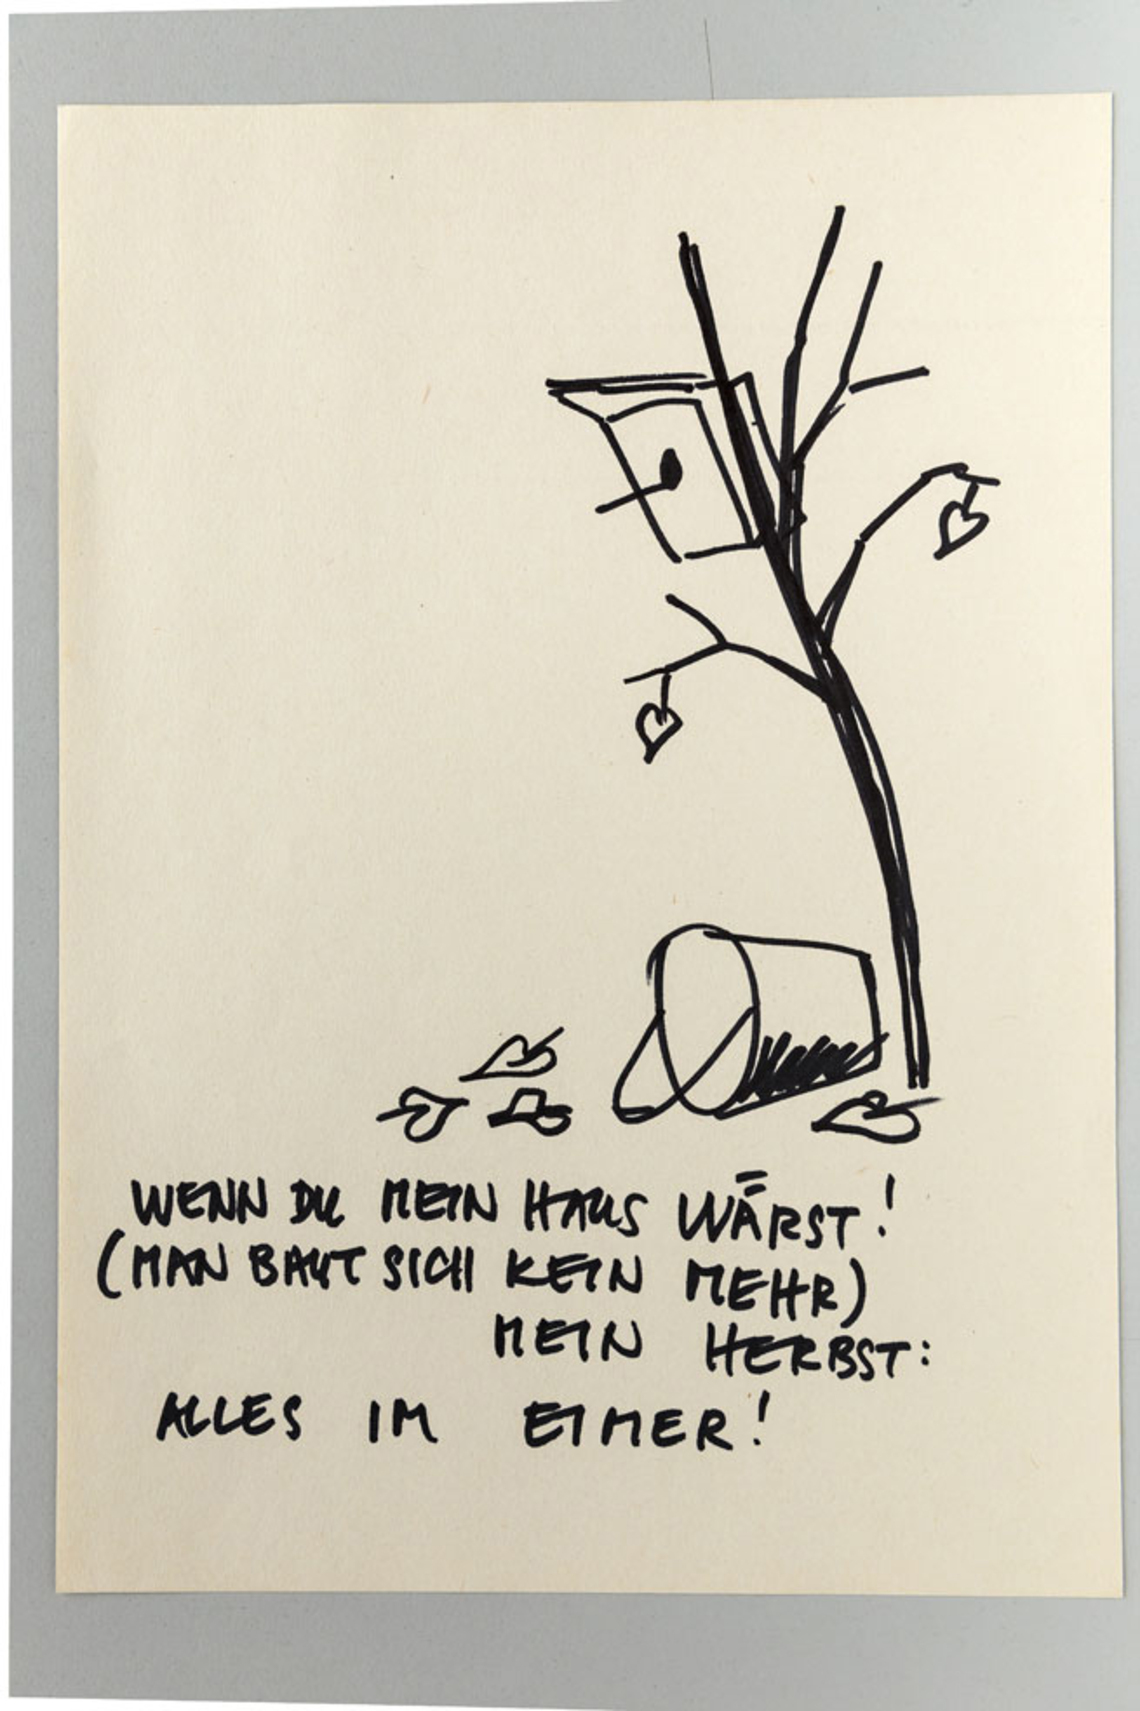 WENN DU MEIN HAUS WÄRST!
(MAN BAUT SICH KEIN MEHR)
MEIN HERBST:
ALLES IM EIMER!